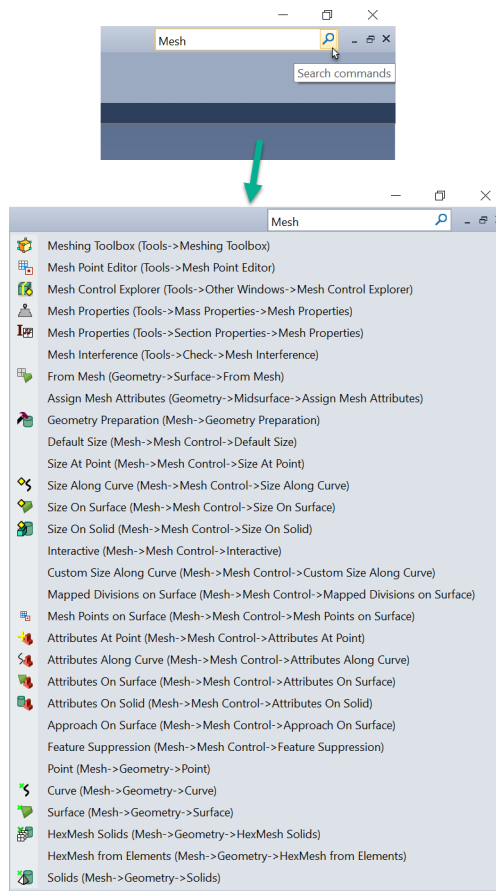 Mesh
Search commands
Mesh
Meshing Toolbox (Tools->Meshing Toolbox)
Mesh Point Editor (Tools->Mesh Point Editor)
Mesh Control Explorer (Tools->Other Windows->Mesh Control Explorer)
Mesh Properties (Tools->Mass Properties->Mesh Properties)
Mesh Properties (Tools->Section Properties->Mesh Properties)
Mesh Interference (Tools->Check->Mesh Interference)
From Mesh (Geometry->Surface->From Mesh)
Assign Mesh Attributes (Geometry->Midsurface->Assign Mesh Attributes)
Geometry Preparation (Mesh->Geometry Preparation)
Default Size (Mesh->Mesh Control->Default Size)
Size At Point (Mesh->Mesh Control->Size At Point)
Size Along Curve (Mesh->Mesh Control->Size Along Curve)
Size On Surface (Mesh->Mesh Control->Size On Surface)
Size On Solid (Mesh->Mesh Control->Size On Solid)
Interactive (Mesh->Mesh Control->Interactive)
Custom Size Along Curve (Mesh->Mesh Control->Custom Size Along Curve)
Mapped Divisions on Surface (Mesh->Mesh Control->Mapped Divisions on Surface)
Mesh Points on Surface (Mesh->Mesh Control->Mesh Points on Surface)
Attributes At Point (Mesh->Mesh Control->Attributes At Point)
Attributes Along Curve (Mesh->Mesh Control->Attributes Along Curve)
Attributes On Surface (Mesh->Mesh Control->Attributes On Surface)
Attributes On Solid (Mesh->Mesh Control->Attributes On Solid)
Approach On Surface (Mesh->Mesh Control->Approach On Surface)
Feature Suppression (Mesh->Mesh Control->Feature Suppression)
Point (Mesh->Geometry->Point)
Curve (Mesh->Geometry->Curve)
Surface (Mesh->Geometry->Surface)
HexMesh Solids (Mesh->Geometry->HexMesh Solids)
HexMesh from Elements (Mesh->Geometry->HexMesh from Elements)
Solids (Mesh->Geometry->Solids)